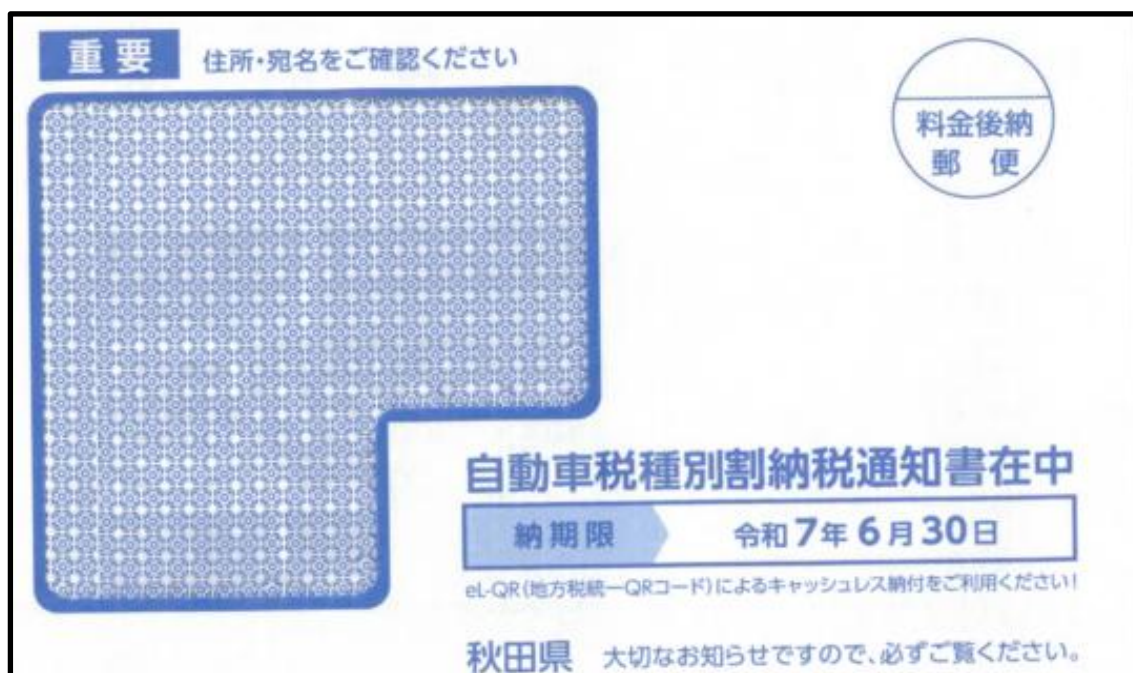 重要 住所・宛名をご確認ください
料金後納
郵便
自動車税種別割納税通知書在中
納期限 令和7年6月30日
eL-QR(地方税統一QRコード)によるキャッシュレス納付をご利用ください!
秋田県 大切なお知らせですので、必ずご覧ください。